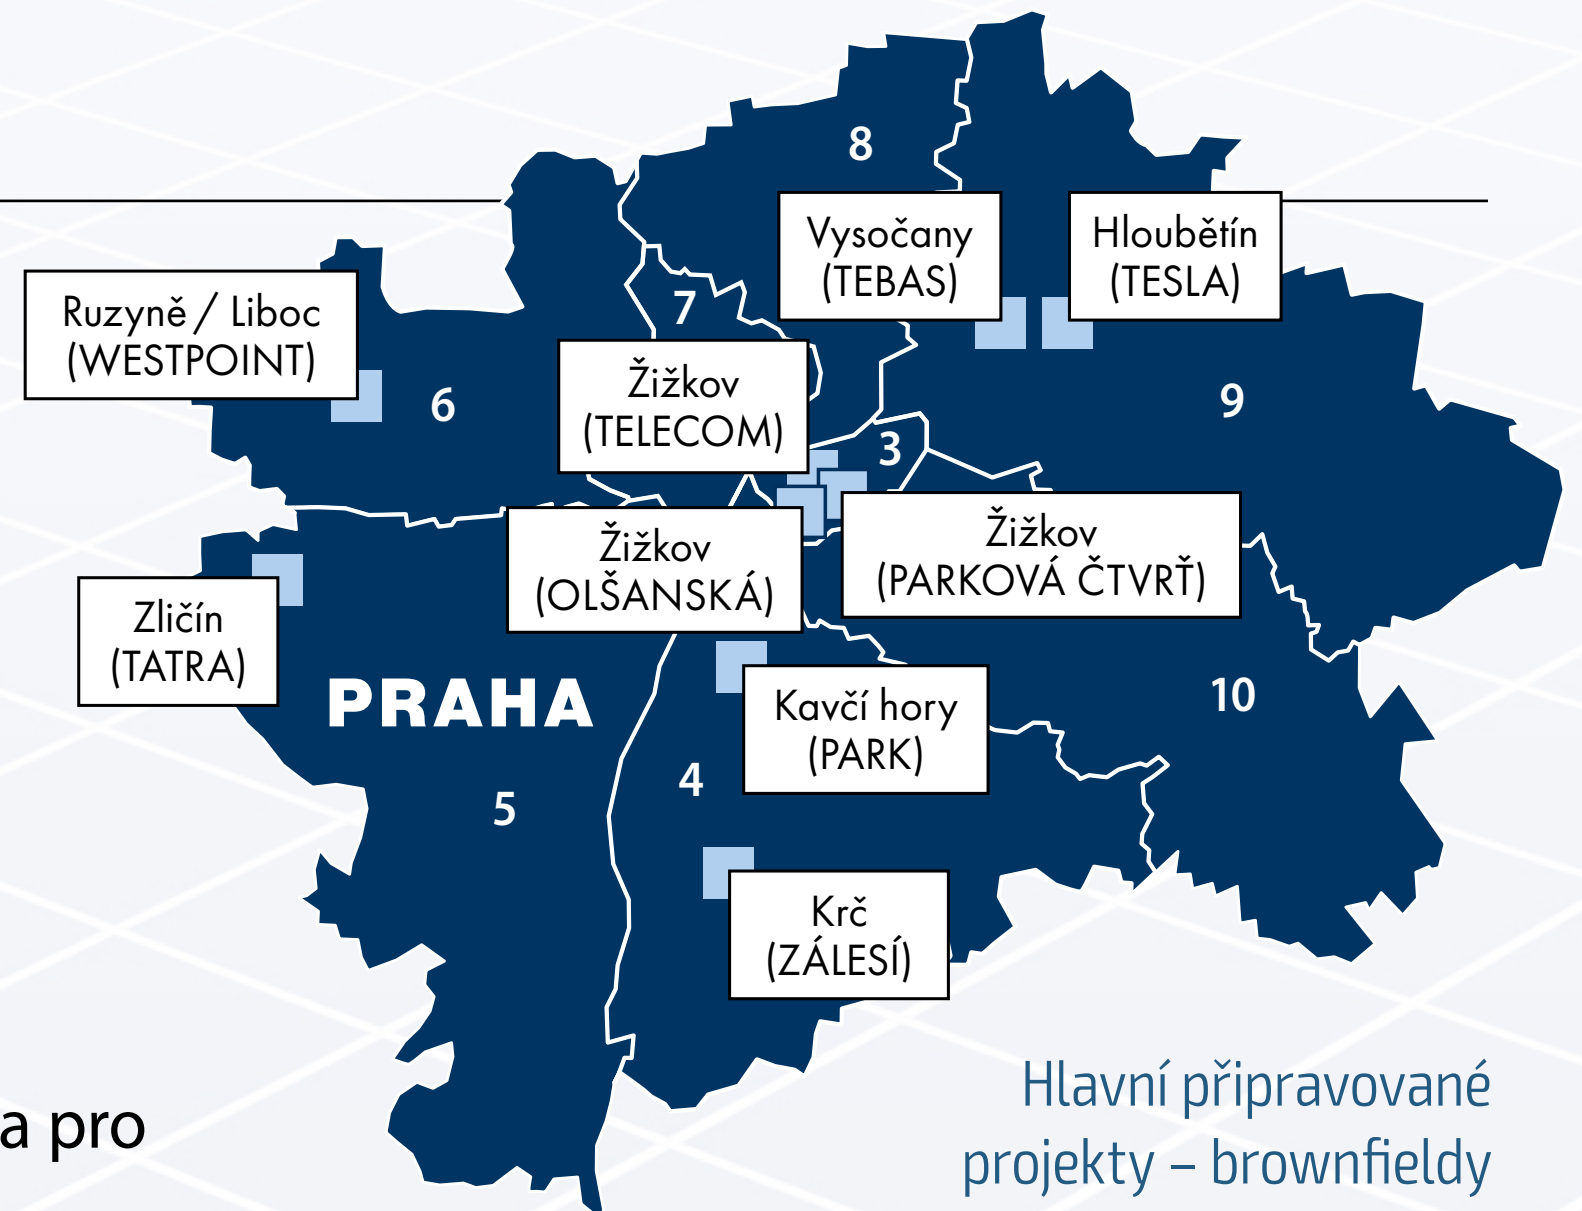 8
Vysočany
(TEBAS)
Hloubětín
(TESLA)
Ruzyně / Liboc
(WESTPOINT)
7
6
Žižkov
(TELECOM)
9
3
Žižkov
(OLŠANSKÁ)
Žižkov
(PARKOVÁ ČTVRŤ)
Zličín
(TATRA)
PRAHA
10
Kavčí hory
(PARK)
4
5
Krč
(ZÁLESÍ)
a pro
Hlavní připravované
projekty – brownfieldy